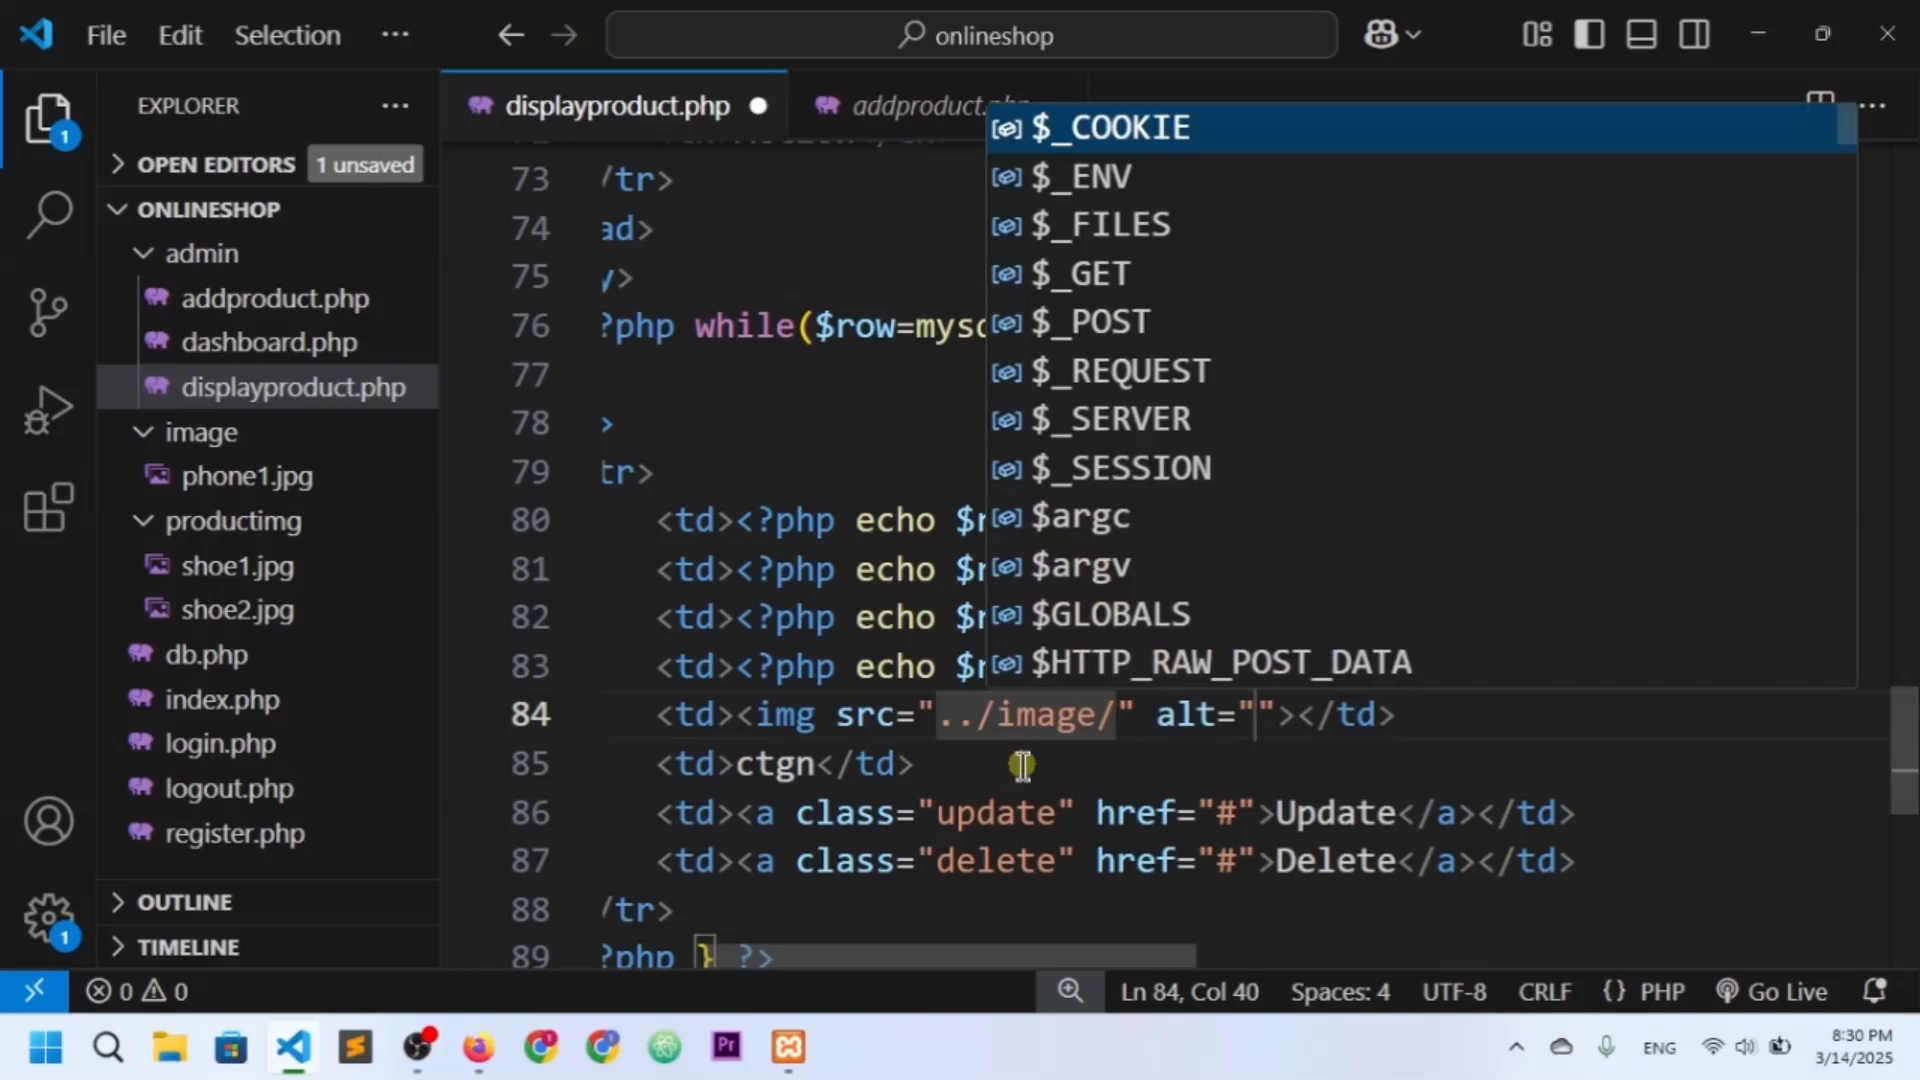 File Edit Selection ···
onlineshop
EXPLORER ···
OPEN EDITORS 1 unsaved
ONLINESHOP
admin
addproduct.php
dashboard.php
displayproduct.php
image
phone1.jpg
productimg
shoe1.jpg
shoe2.jpg
db.php
index.php
login.php
logout.php
register.php
OUTLINE
TIMELINE
displayproduct.php
addproduct.php
73 /tr>
74 ad>
75 y>
76 ?php while($row=mysq
77
78 >
79 tr>
80 <td><?php echo $r
81 <td><?php echo $r
82 <td><?php echo $r
83 <td><?php echo $r
84 <td><img src="../image/" alt=""></td>
85 <td>ctgn</td>
86 <td><a class="update" href="#">Update</a></td>
87 <td><a class="delete" href="#">Delete</a></td>
88 /tr>
89 ?php } ?>
$_COOKIE
$_ENV
$_FILES
$_GET
$_POST
$_REQUEST
$_SERVER
$_SESSION
$argc
$argv
$GLOBALS
$HTTP_RAW_POST_DATA
0 0
Ln 84, Col 40 Spaces: 4 UTF-8 CRLF {} PHP Go Live
ENG
8:30 PM
3/14/2025